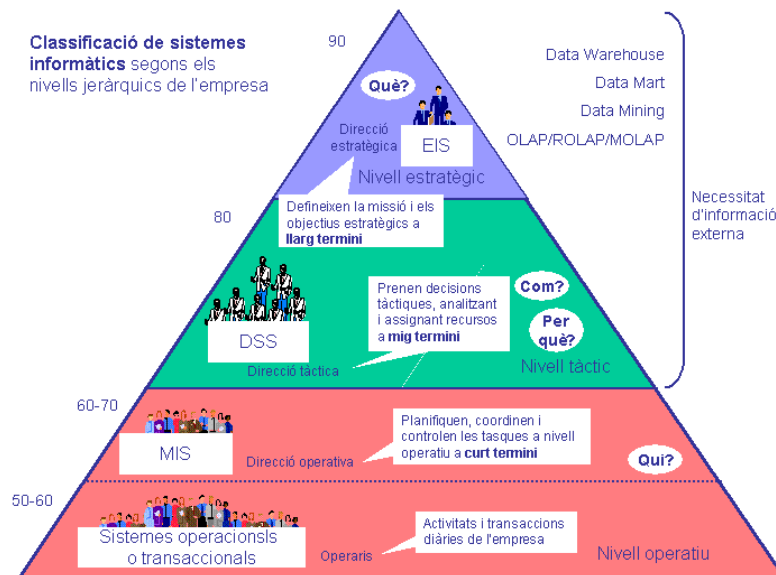 Classificació de sistemes
informàtics segons els
nivells jeràrquics de l'empresa
90
Què?
Direcció
estratègica
EIS
Nivell estratègic
Data Warehouse
Data Mart
Data Mining
OLAP/ROLAP/MOLAP
Necessitat
d'informació
externa
80
Defineixen la missió i els
objectius estratègics a
llarg termini
Prenen decisions
tàctiques, analitzant
i assignant recursos
a mig termini
Com?
Per
què?
DSS
Direcció tàctica
Nivell tàctic
60-70
MIS
Direcció operativa
Planifiquen, coordinen i
controlen les tasques a nivell
operatiu a curt termini
Qui?
50-60
Sistemes operacionsls
o transaccionals
Operaris
Activitats i transaccions
diàries de l'empresa
Nivell operatiu